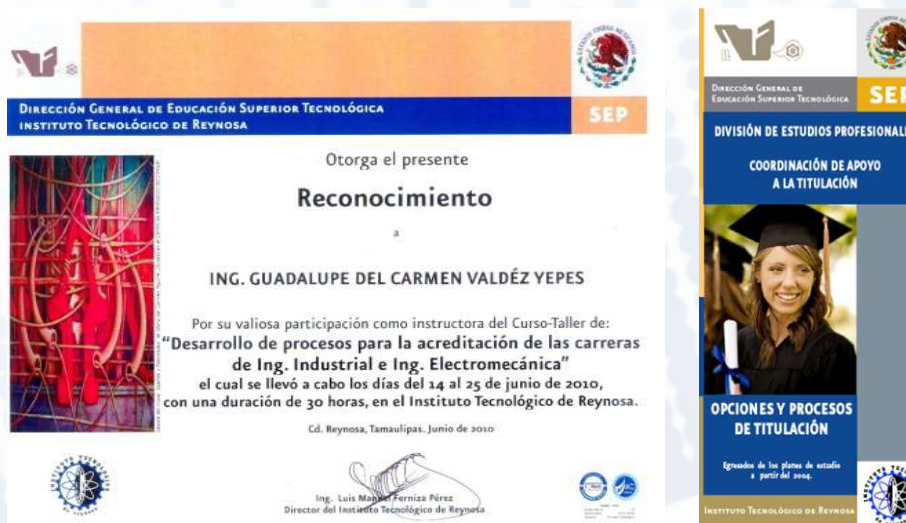 DIRECCIÓN GENERAL DE EDUCACIÓN SUPERIOR TECNOLÓGICA
INSTITUTO TECNOLÓGICO DE REYNOSA
SEP
Otorga el presente
Reconocimiento
a
ING. GUADALUPE DEL CARMEN VALDÉZ YEPES
Por su valiosa participación como instructora del Curso-Taller de:
"Desarrollo de procesos para la acreditación de las carreras
de Ing. Industrial e Ing. Electromecánica"
el cual se llevó a cabo los días del 14 al 25 de junio de 2010,
con una duración de 30 horas, en el Instituto Tecnológico de Reynosa.
Cd. Reynosa, Tamaulipas. Junio de 2010
Ing. Luis Manuel Ferniza Pérez
Director del Instituto Tecnológico de Reynosa
DIRECCIÓN GENERAL DE
EDUCACIÓN SUPERIOR TECNOLÓGICA
SEP
DIVISIÓN DE ESTUDIOS PROFESIONAL
COORDINACIÓN DE APOYO
A LA TITULACIÓN
OPCIONES Y PROCESOS
DE TITULACIÓN
Egresados de los planes de estudio
a partir del 2004.
INSTITUTO TECNOLÓGICO DE REYNOSA